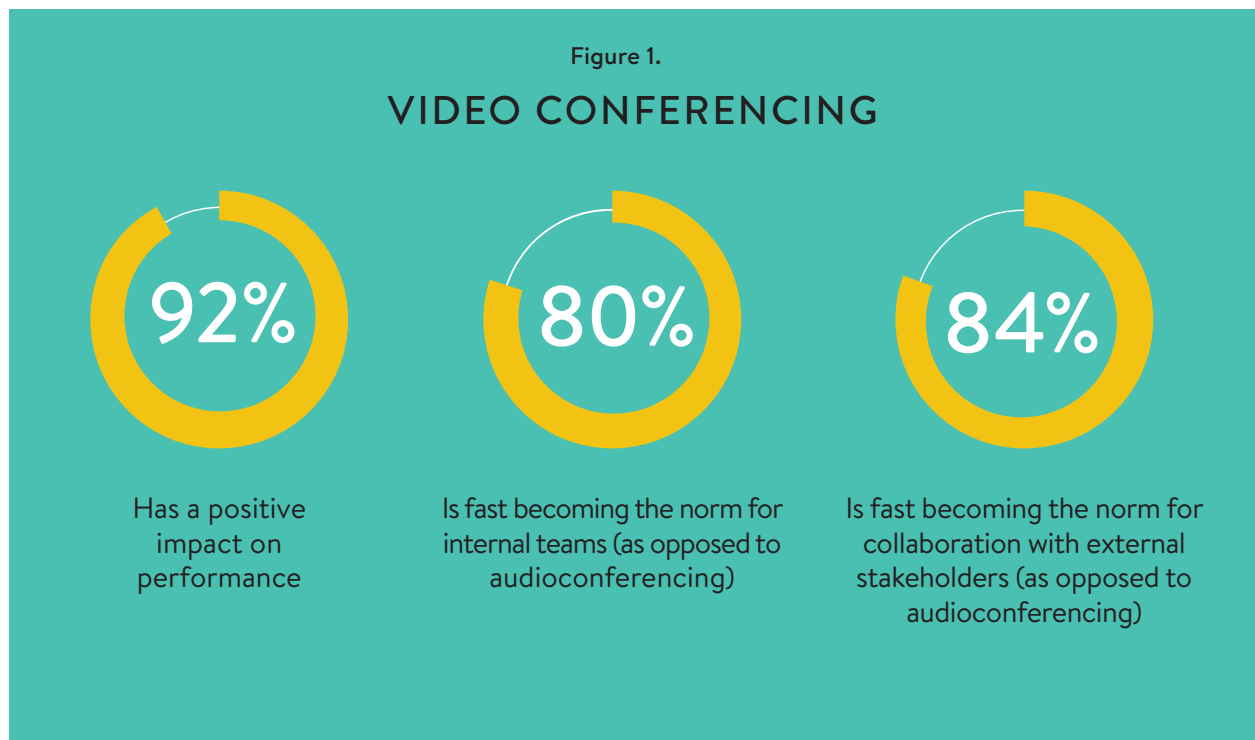 Figure 1.
VIDEO CONFERENCING
92%
80%
84%
Has a positive
impact on
performance
Is fast becoming the norm for
internal teams (as opposed to
audioconferencing)
Is fast becoming the norm for
collaboration with external
stakeholders (as opposed to
audioconferencing)